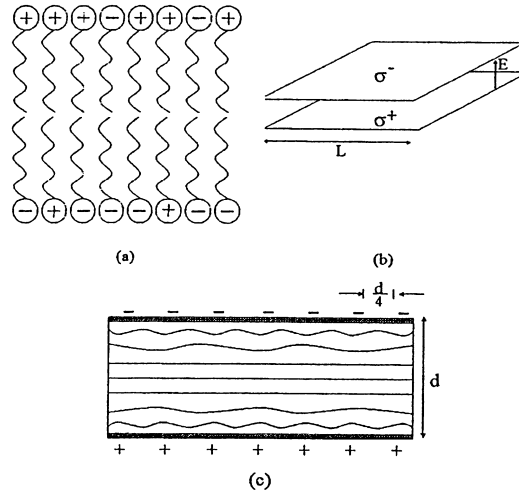 + + + − + − + +
E
σ⁻
σ⁺
L
− + − − − + − −
(a)
(b)
d/4
− − − − − − −
d
+ + + + + + +
(c)